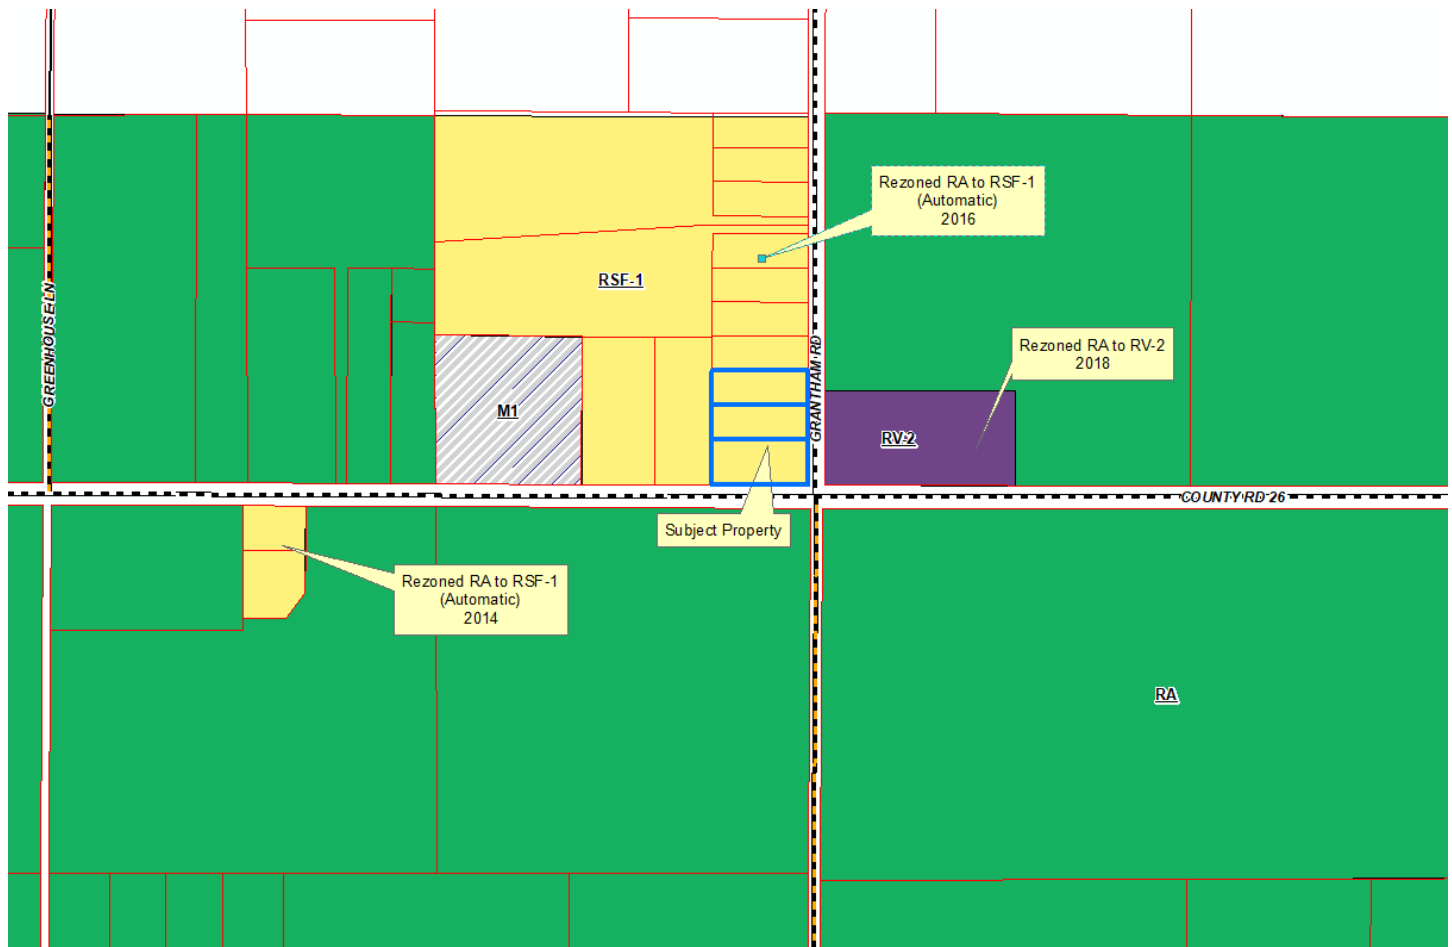 Rezoned RA to RSF-1
(Automatic)
2016
RSF-1
GREENHOUSE LN
GRANTHAM RD
Rezoned RA to RV-2
2018
M1
RV-2
COUNTY RD 26
Subject Property
Rezoned RA to RSF-1
(Automatic)
2014
RA